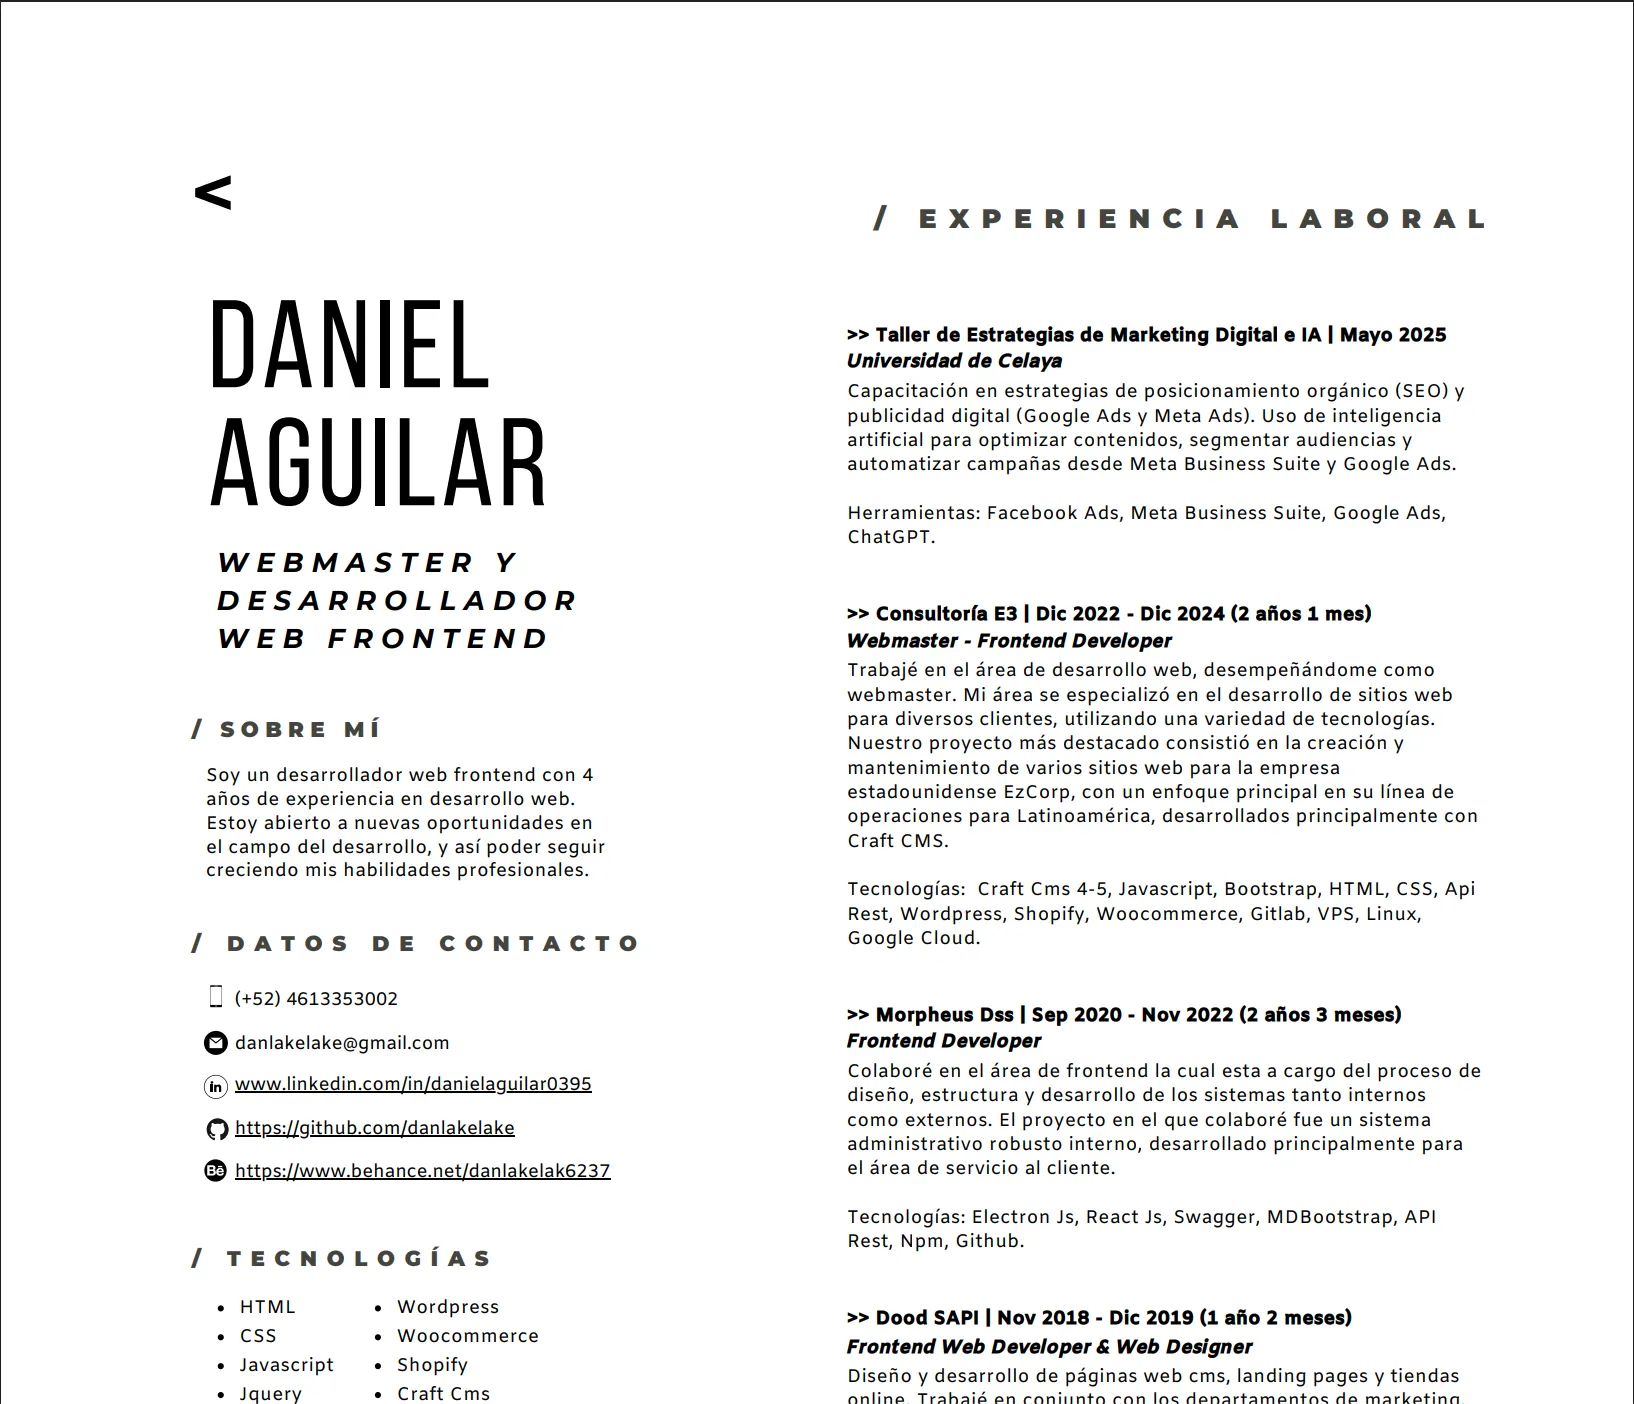 <
DANIEL
AGUILAR
WEBMASTER Y
DESARROLLADOR
WEB FRONTEND
/ SOBRE MÍ
Soy un desarrollador web frontend con 4
años de experiencia en desarrollo web.
Estoy abierto a nuevas oportunidades en
el campo del desarrollo, y así poder seguir
creciendo mis habilidades profesionales.
/ DATOS DE CONTACTO
(+52) 4613353002
danlakelake@gmail.com
in www.linkedin.com/in/danielaguilar0395
https://github.com/danlakelake
Bē https://www.behance.net/danlakelak6237
/ TECNOLOGÍAS
• HTML
• CSS
• Javascript
• Jquery
• Wordpress
• Woocommerce
• Shopify
• Craft Cms
/ EXPERIENCIA LABORAL
>> Taller de Estrategias de Marketing Digital e IA | Mayo 2025
Universidad de Celaya
Capacitación en estrategias de posicionamiento orgánico (SEO) y
publicidad digital (Google Ads y Meta Ads). Uso de inteligencia
artificial para optimizar contenidos, segmentar audiencias y
automatizar campañas desde Meta Business Suite y Google Ads.
Herramientas: Facebook Ads, Meta Business Suite, Google Ads,
ChatGPT.
>> Consultoría E3 | Dic 2022 - Dic 2024 (2 años 1 mes)
Webmaster - Frontend Developer
Trabajé en el área de desarrollo web, desempeñándome como
webmaster. Mi área se especializó en el desarrollo de sitios web
para diversos clientes, utilizando una variedad de tecnologías.
Nuestro proyecto más destacado consistió en la creación y
mantenimiento de varios sitios web para la empresa
estadounidense EzCorp, con un enfoque principal en su línea de
operaciones para Latinoamérica, desarrollados principalmente con
Craft CMS.
Tecnologías:  Craft Cms 4-5, Javascript, Bootstrap, HTML, CSS, Api
Rest, Wordpress, Shopify, Woocommerce, Gitlab, VPS, Linux,
Google Cloud.
>> Morpheus Dss | Sep 2020 - Nov 2022 (2 años 3 meses)
Frontend Developer
Colaboré en el área de frontend la cual esta a cargo del proceso de
diseño, estructura y desarrollo de los sistemas tanto internos
como externos. El proyecto en el que colaboré fue un sistema
administrativo robusto interno, desarrollado principalmente para
el área de servicio al cliente.
Tecnologías: Electron Js, React Js, Swagger, MDBootstrap, API
Rest, Npm, Github.
>> Dood SAPI | Nov 2018 - Dic 2019 (1 año 2 meses)
Frontend Web Developer & Web Designer
Diseño y desarrollo de páginas web cms, landing pages y tiendas
online. Trabajé en conjunto con los departamentos de marketing,